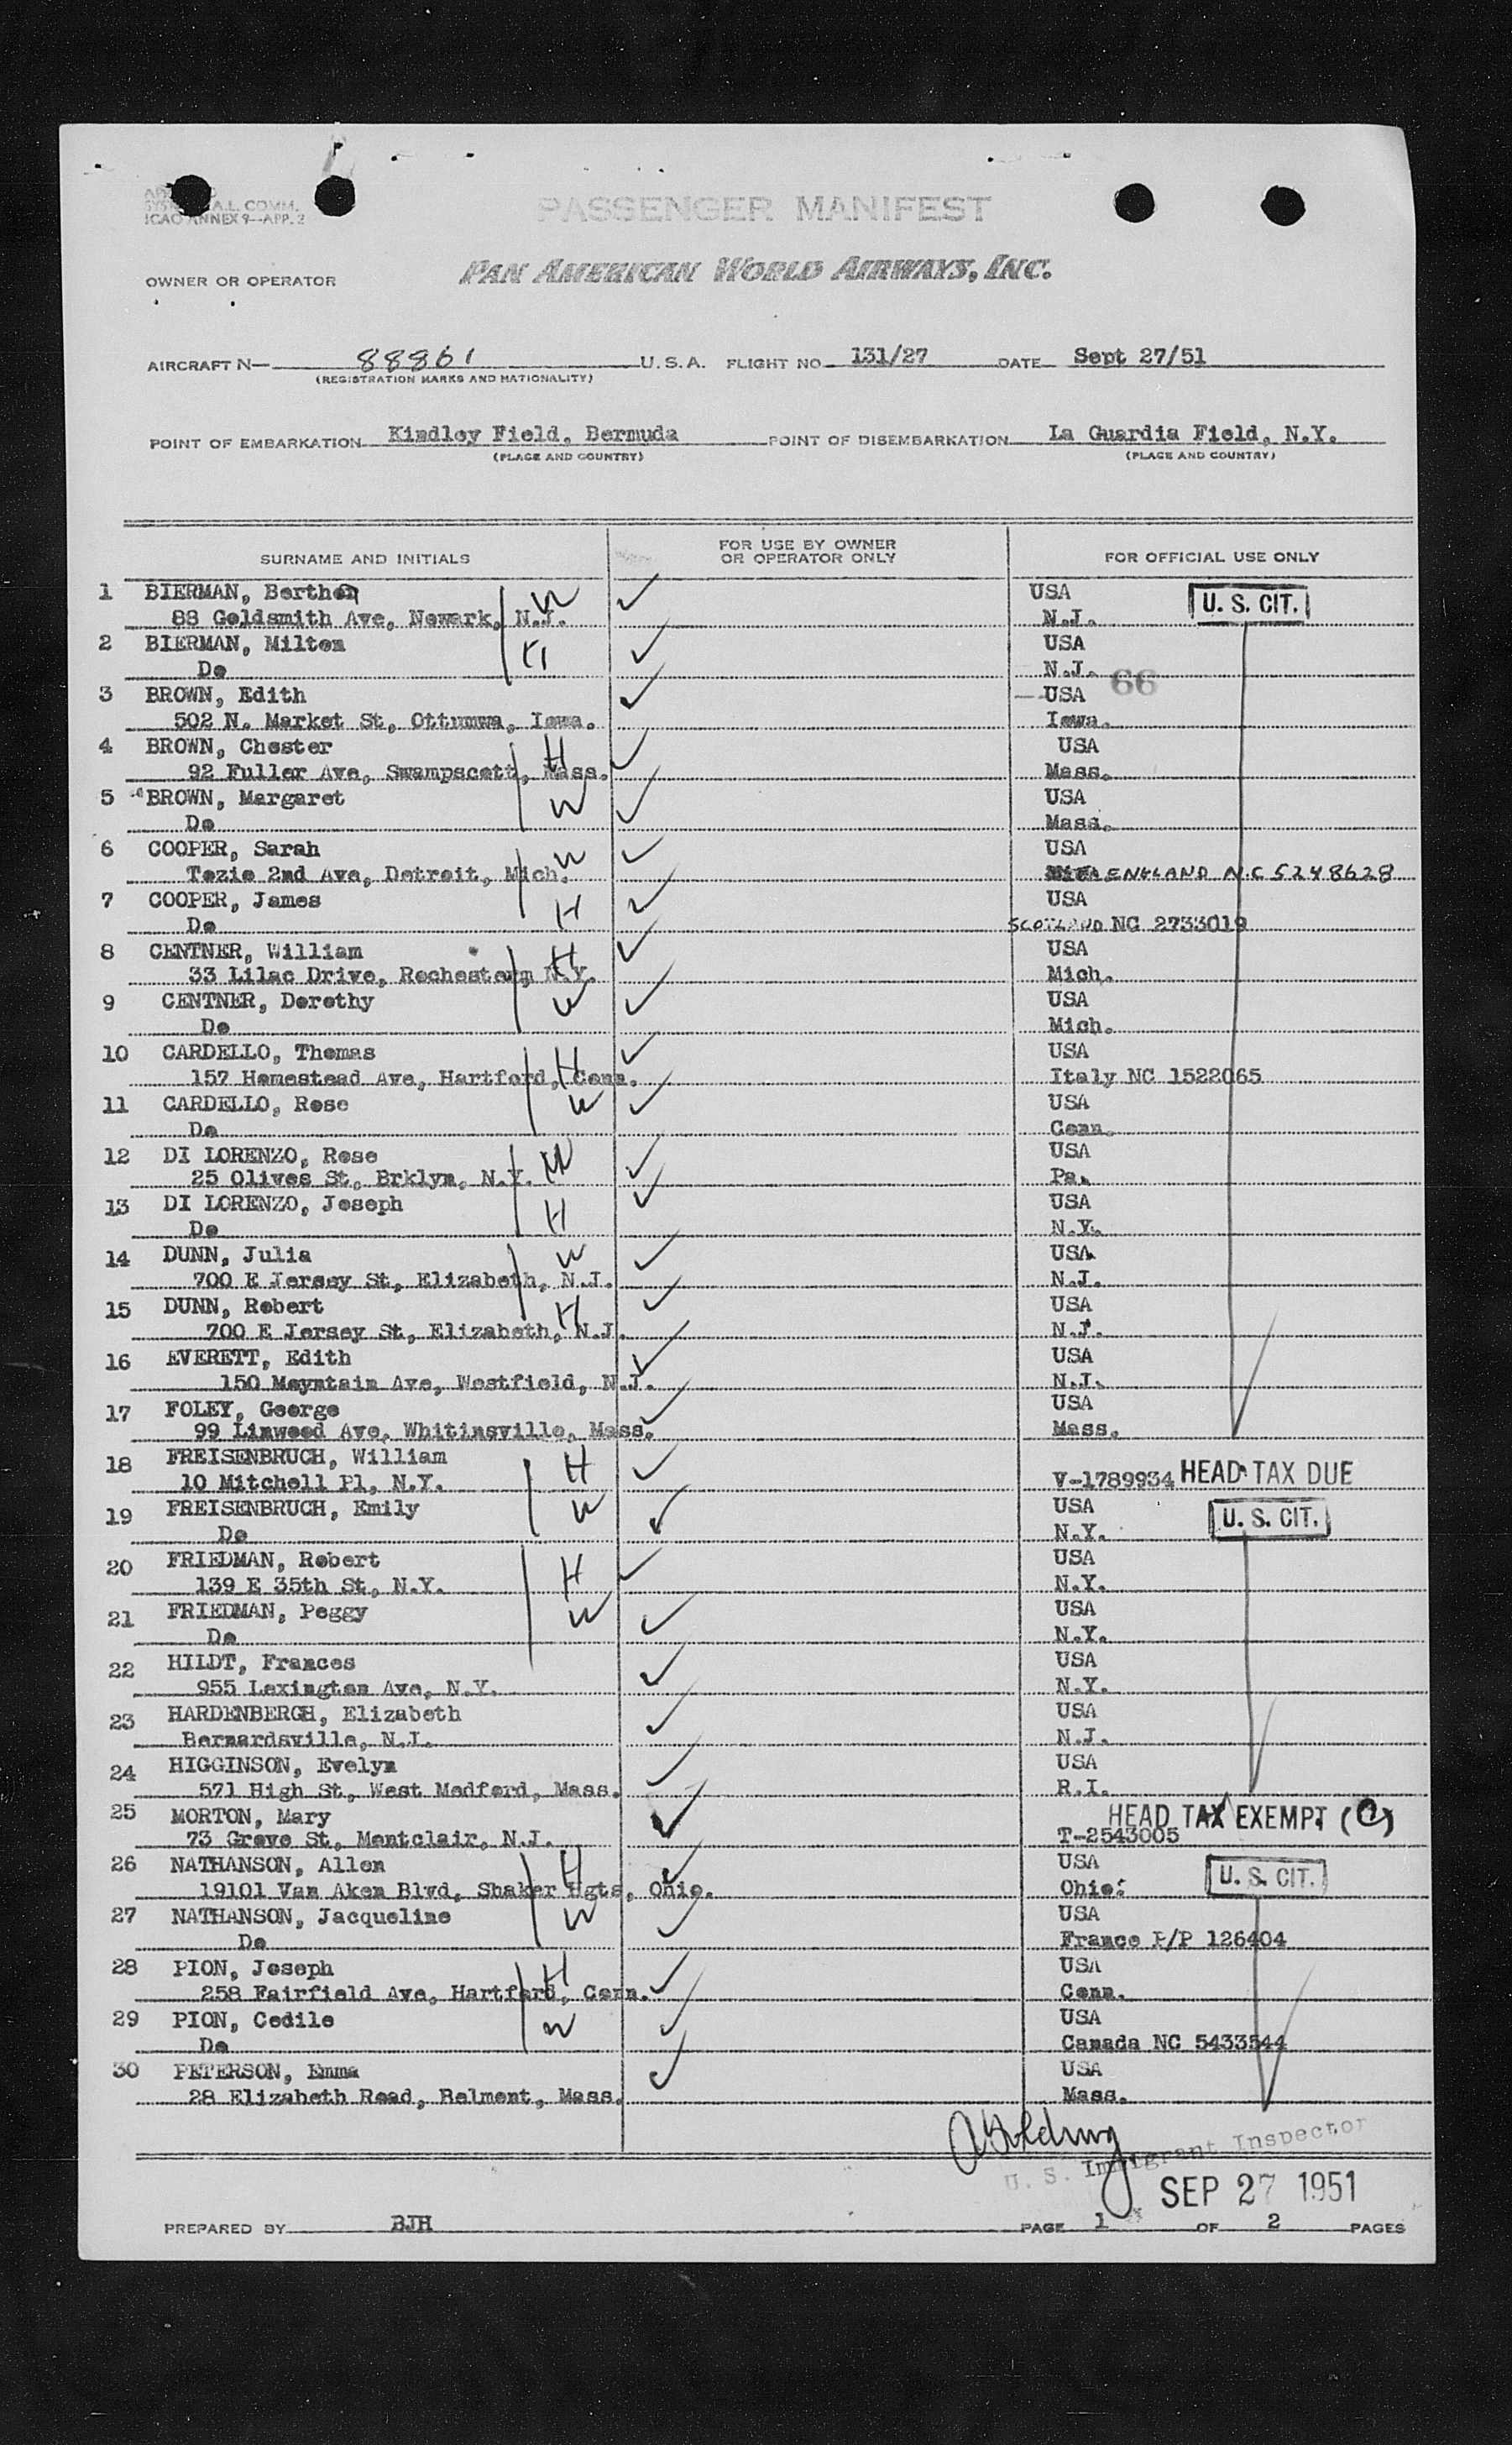 ICAO ANNEX 9—APP. 2
PASSENGER MANIFEST
OWNER OR OPERATOR PAN AMERICAN WORLD AIRWAYS, INC.
AIRCRAFT N— 88861 U.S.A. FLIGHT NO 131/27 DATE Sept 27/51
(REGISTRATION MARKS AND NATIONALITY)
POINT OF EMBARKATION Kindley Field, Bermuda POINT OF DISEMBARKATION La Guardia Field, N.Y.
(PLACE AND COUNTRY) (PLACE AND COUNTRY)
SURNAME AND INITIALS FOR USE BY OWNER OR OPERATOR ONLY FOR OFFICIAL USE ONLY
1 BIERMAN, Bertha W USA U. S. CIT.
88 Goldsmith Ave, Newark, N.J. N.J.
2 BIERMAN, Milton H USA
Do N.J. 66
3 BROWN, Edith USA
502 N. Market St, Ottumwa, Iowa. Iowa.
4 BROWN, Chester H USA
92 Fuller Ave, Swampscott, Mass. Mass.
5 BROWN, Margaret W USA
Do Mass.
6 COOPER, Sarah W USA
Tozie 2nd Ave, Detroit, Mich. ENGLAND NC 5248628
7 COOPER, James H USA
Do SCOTLAND NC 2733019
8 CENTNER, William H USA
33 Lilac Drive, Rochester, N.Y. Mich.
9 CENTNER, Dorothy W USA
Do Mich.
10 CARDELLO, Thomas H USA
157 Homestead Ave, Hartford, Conn. Italy NC 1522065
11 CARDELLO, Rose W USA
Do Conn.
12 DI LORENZO, Rose W USA
25 Olives St, Brklyn, N.Y. Pa.
13 DI LORENZO, Joseph H USA
Do N.Y.
14 DUNN, Julia W USA
700 E Jersey St, Elizabeth, N.J. N.J.
15 DUNN, Robert H USA
700 E Jersey St, Elizabeth, N.J. N.J.
16 EVERETT, Edith USA
150 Moyntain Ave, Westfield, N.J. N.J.
17 FOLEY, George USA
99 Linwood Ave, Whitinsville, Mass. Mass.
18 FREISENBRUCH, William H
10 Mitchell Pl, N.Y. V-1789934 HEAD TAX DUE
19 FREISENBRUCH, Emily W USA U. S. CIT.
Do N.Y.
20 FRIEDMAN, Robert H USA
139 E 35th St, N.Y. N.Y.
21 FRIEDMAN, Peggy W USA
Do N.Y.
22 HILDT, Frances USA
955 Lexington Ave, N.Y. N.Y.
23 HARDENBERGH, Elizabeth USA
Bernardsville, N.J. N.J.
24 HIGGINSON, Evelyn USA
571 High St, West Medford, Mass. R.I.
25 MORTON, Mary HEAD TAX EXEMPT (C)
73 Grove St, Montclair, N.J. T-2543005
26 NATHANSON, Allen H USA U. S. CIT.
19101 Van Aken Blvd, Shaker Hgts, Ohio. Ohio.
27 NATHANSON, Jacqueline W USA
Do France P/P 126404
28 PION, Joseph H USA
258 Fairfield Ave, Hartford, Conn. Conn.
29 PION, Cedile W USA
Do Canada NC 5433544
30 PETERSON, Emma USA
28 Elizabeth Road, Belmont, Mass. Mass.
U. S. Immigrant Inspector
SEP 27 1951
PREPARED BY BJH PAGE 1 OF 2 PAGES